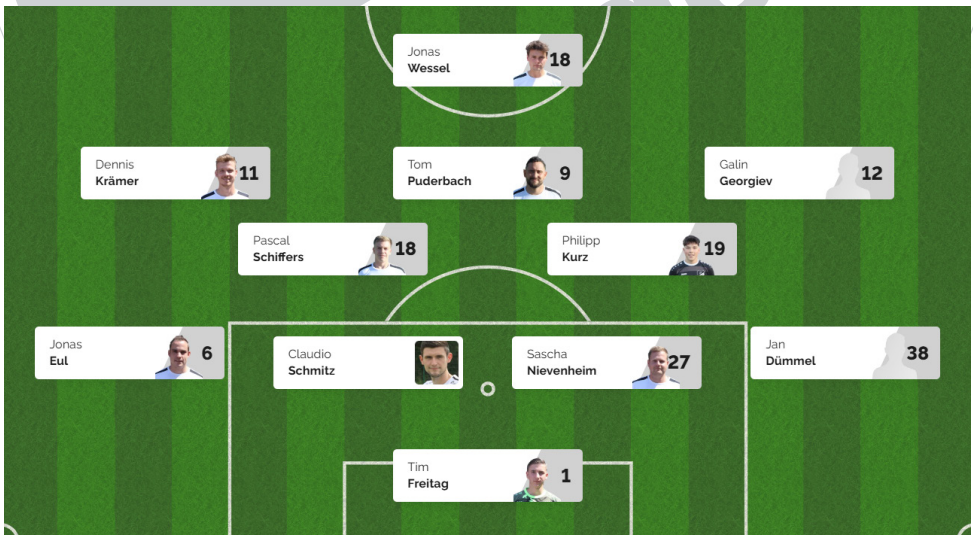 Jonas
Wessel
18
Dennis
Krämer
11
Tom
Puderbach
9
Galin
Georgiev
12
Pascal
Schiffers
18
Philipp
Kurz
19
Jonas
Eul
6
Claudio
Schmitz
Sascha
Nievenheim
27
Jan
Dümmel
38
Tim
Freitag
1